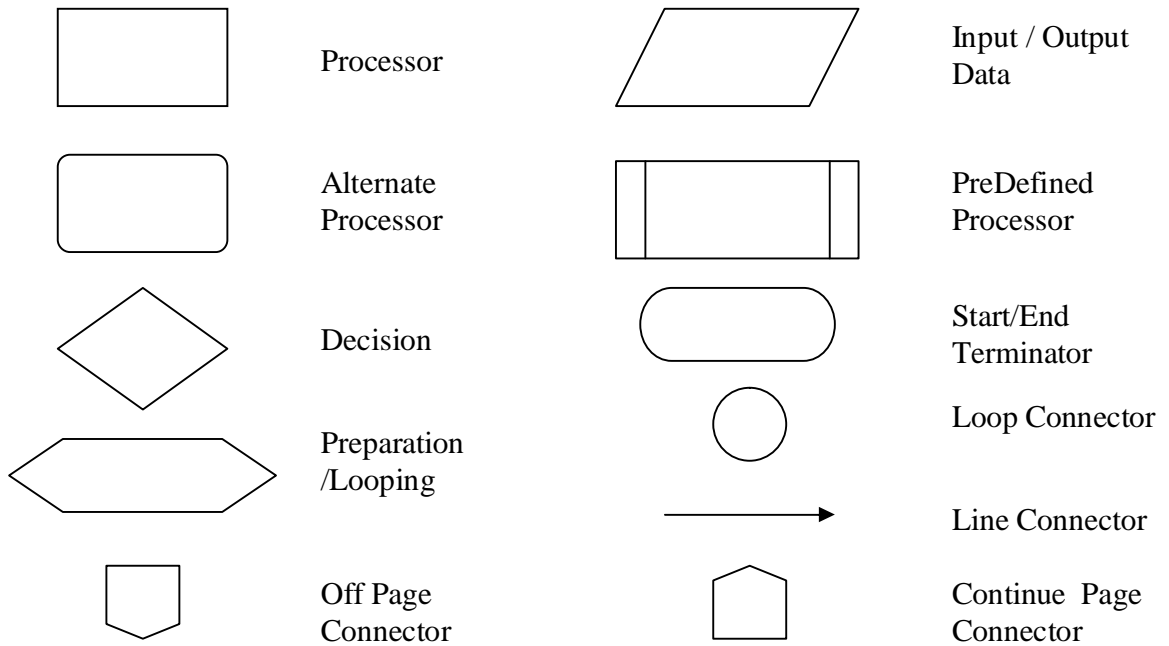 Processor
Input / Output
Data
Alternate
Processor
PreDefined
Processor
Decision
Start/End
Terminator
Preparation
/Looping
Loop Connector
Line Connector
Off Page
Connector
Continue Page
Connector